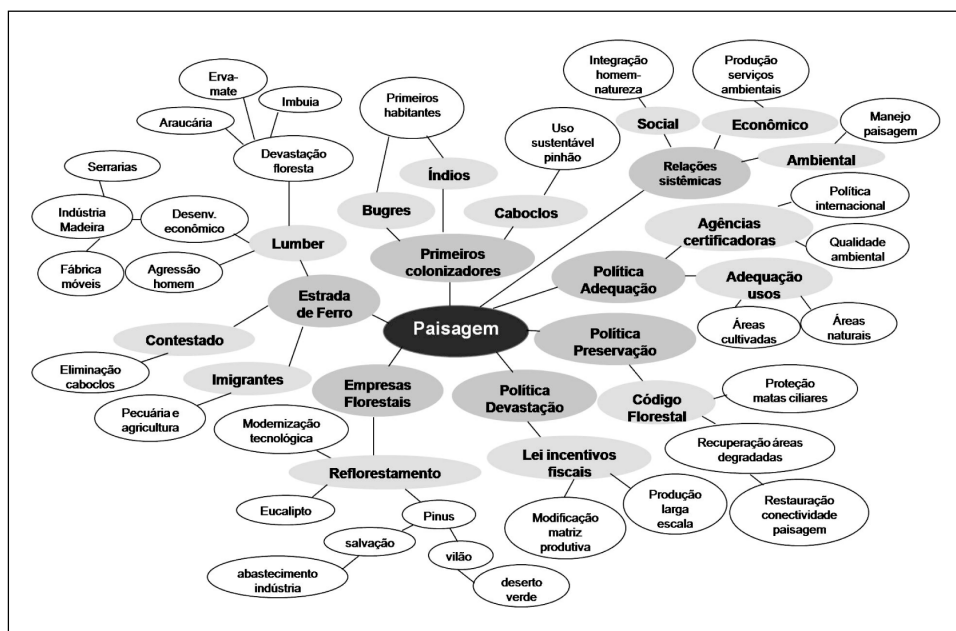 Erva-
mate
Imbuia
Araucária
Devastação
floresta
Serrarias
Indústria
Madeira
Desenv.
econômico
Fábrica
móveis
Agressão
homem
Lumber
Estrada
de Ferro
Contestado
Eliminação
caboclos
Imigrantes
Pecuária e
agricultura
Primeiros
habitantes
Índios
Bugres
Caboclos
Uso
sustentável
pinhão
Primeiros
colonizadores
Integração
homem-
natureza
Produção
serviços
ambientais
Social
Econômico
Manejo
paisagem
Ambiental
Relações
sistêmicas
Política
internacional
Agências
certificadoras
Qualidade
ambiental
Política
Adequação
Adequação
usos
Áreas
cultivadas
Áreas
naturais
Paisagem
Política
Preservação
Código
Florestal
Proteção
matas ciliares
Recuperação áreas
degradadas
Restauração
conectividade
paisagem
Política
Devastação
Lei incentivos
fiscais
Modificação
matriz
produtiva
Produção
larga
escala
Empresas
Florestais
Modernização
tecnológica
Reflorestamento
Eucalipto
Pinus
salvação
abastecimento
indústria
vilão
deserto
verde